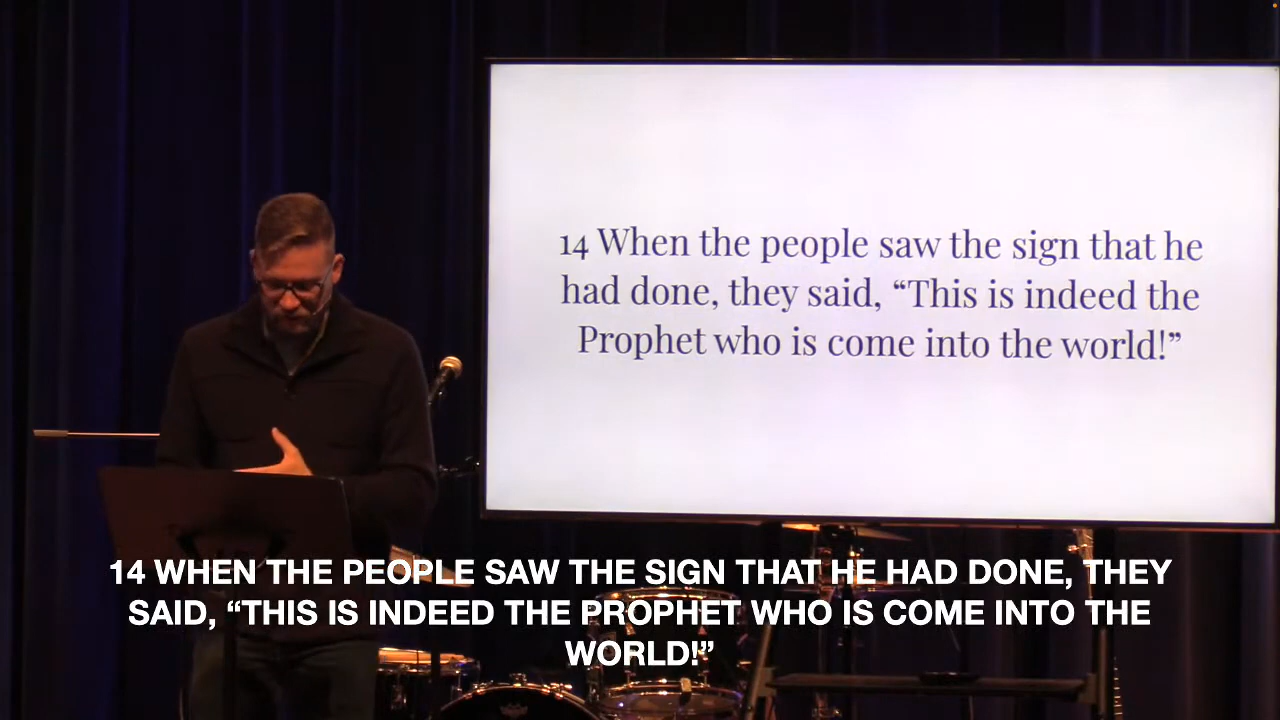 14 When the people saw the sign that he
had done, they said, “This is indeed the
Prophet who is come into the world!”
14 WHEN THE PEOPLE SAW THE SIGN THAT HE HAD DONE, THEY
SAID, “THIS IS INDEED THE PROPHET WHO IS COME INTO THE
WORLD!”